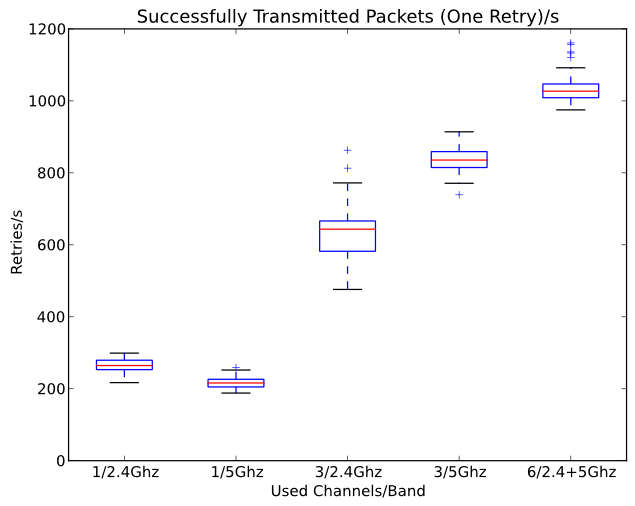 Successfully Transmitted Packets (One Retry)/s
1200
1000
800
600
400
200
0
Retries/s
1/2.4Ghz 1/5Ghz 3/2.4Ghz 3/5Ghz 6/2.4+5Ghz
Used Channels/Band